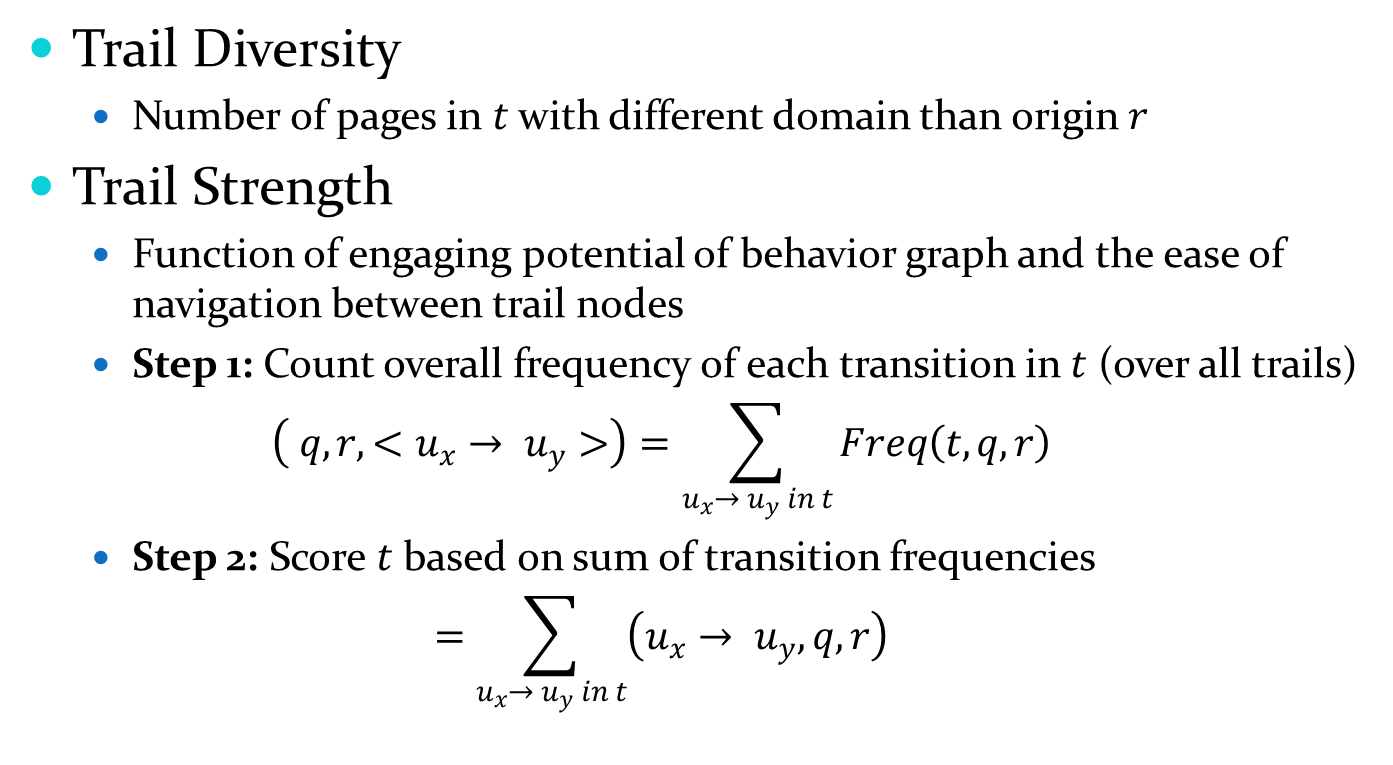 • Trail Diversity
• Number of pages in t with different domain than origin r
• Trail Strength
• Function of engaging potential of behavior graph and the ease of
navigation between trail nodes
• Step 1: Count overall frequency of each transition in t (over all trails)
( q, r, < u_x → u_y >) = ∑_{u_x → u_y in t} Freq(t, q, r)
• Step 2: Score t based on sum of transition frequencies
= ∑_{u_x → u_y in t} (u_x → u_y, q, r)